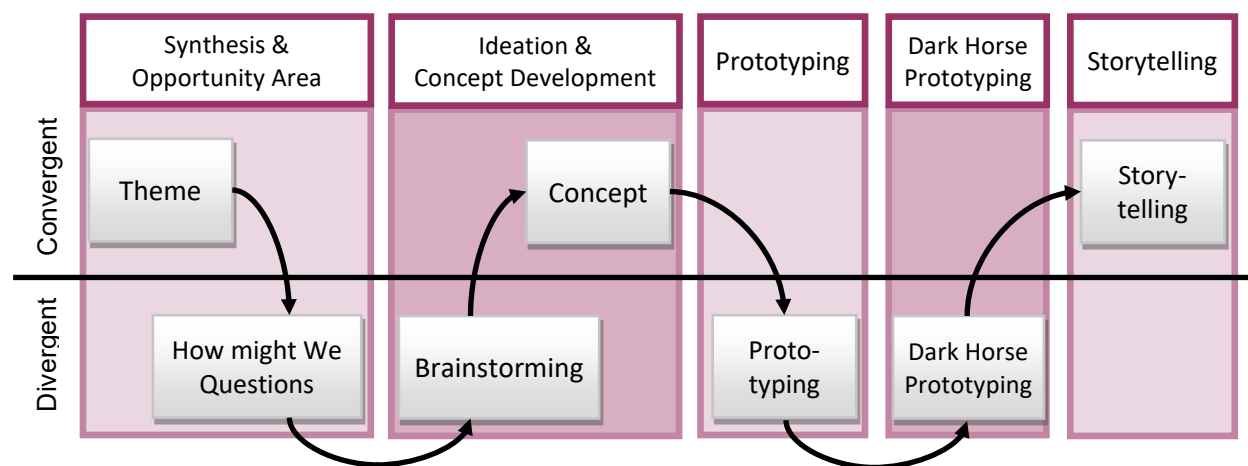 Synthesis &
Opportunity Area
Ideation &
Concept Development
Prototyping
Dark Horse
Prototyping
Storytelling
Convergent
Theme
Concept
Story-
telling
Divergent
How might We
Questions
Brainstorming
Proto-
typing
Dark Horse
Prototyping